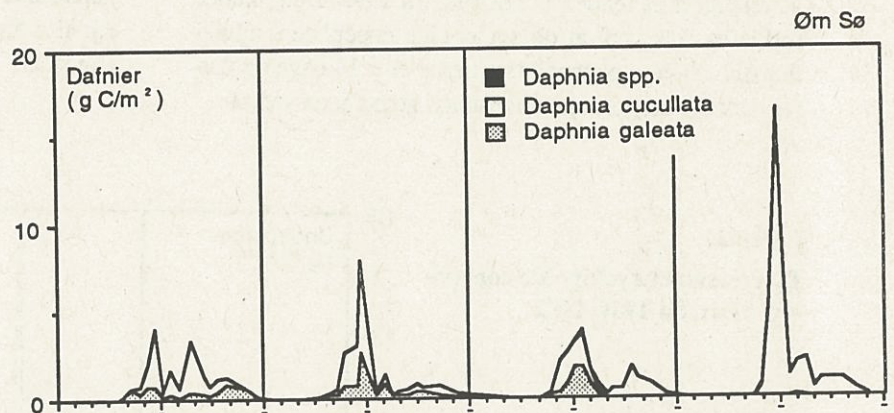 Øm Sø
20
Dafnier
(g C/m²)
Daphnia spp.
Daphnia cucullata
Daphnia galeata
10
0